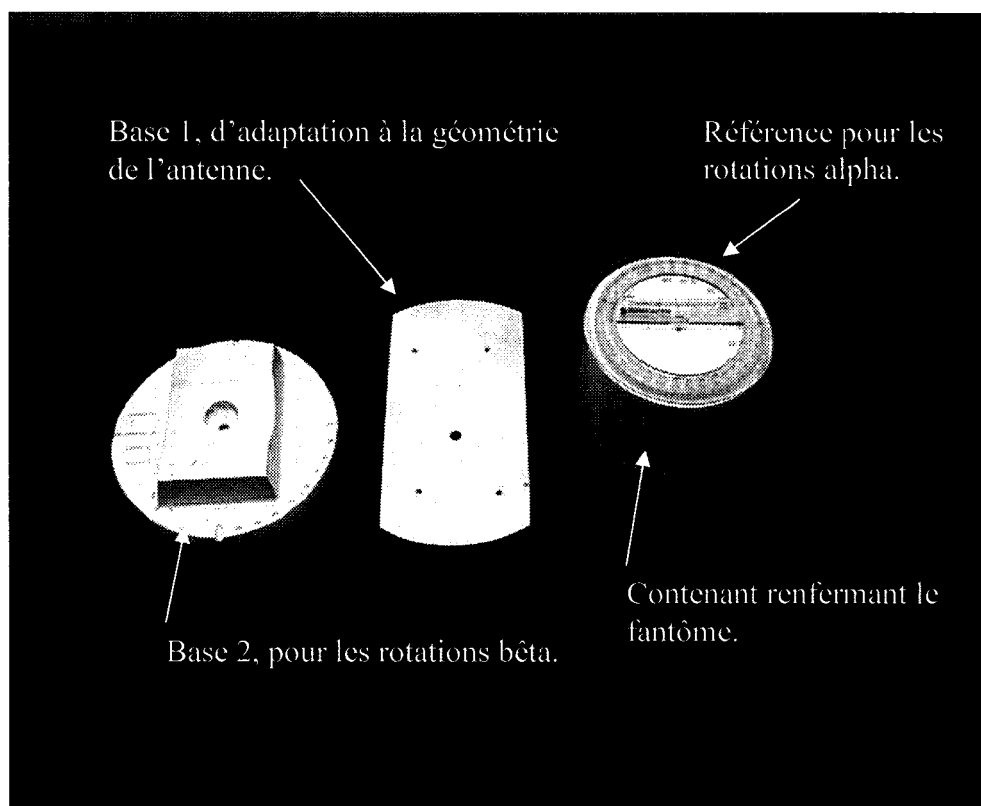 Base 1, d'adaptation à la géométrie
de l'antenne.
Référence pour les
rotations alpha.
Contenant renfermant le
fantôme.
Base 2, pour les rotations bêta.